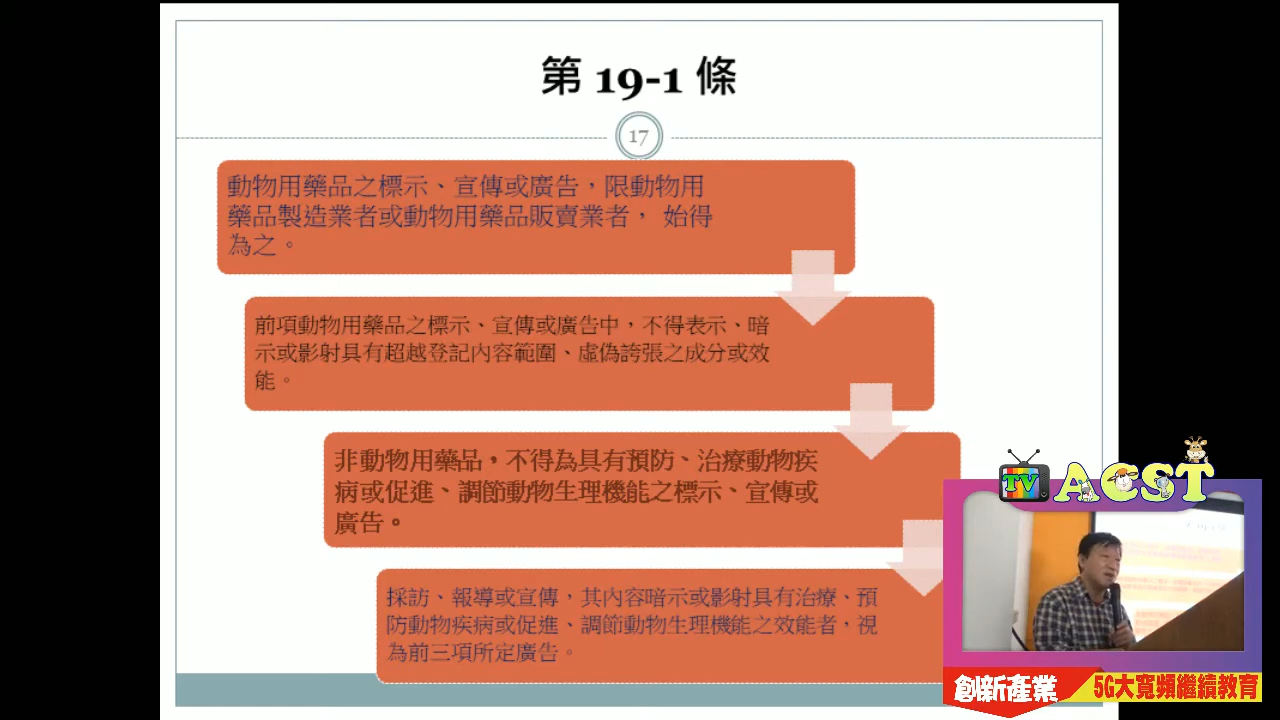 第 19-1 條
17
動物用藥品之標示、宣傳或廣告，限動物用
藥品製造業者或動物用藥品販賣業者， 始得
為之。
前項動物用藥品之標示、宣傳或廣告中，不得表示、暗
示或影射具有超越登記內容範圍、虛偽誇張之成分或效
能。
非動物用藥品，不得為具有預防、治療動物疾
病或促進、調節動物生理機能之標示、宣傳或
廣告。
採訪、報導或宣傳，其內容暗示或影射具有治療、預
防動物疾病或促進、調節動物生理機能之效能者，視
為前三項所定廣告。
TV ACST
創新產業
5G大寬頻繼續教育